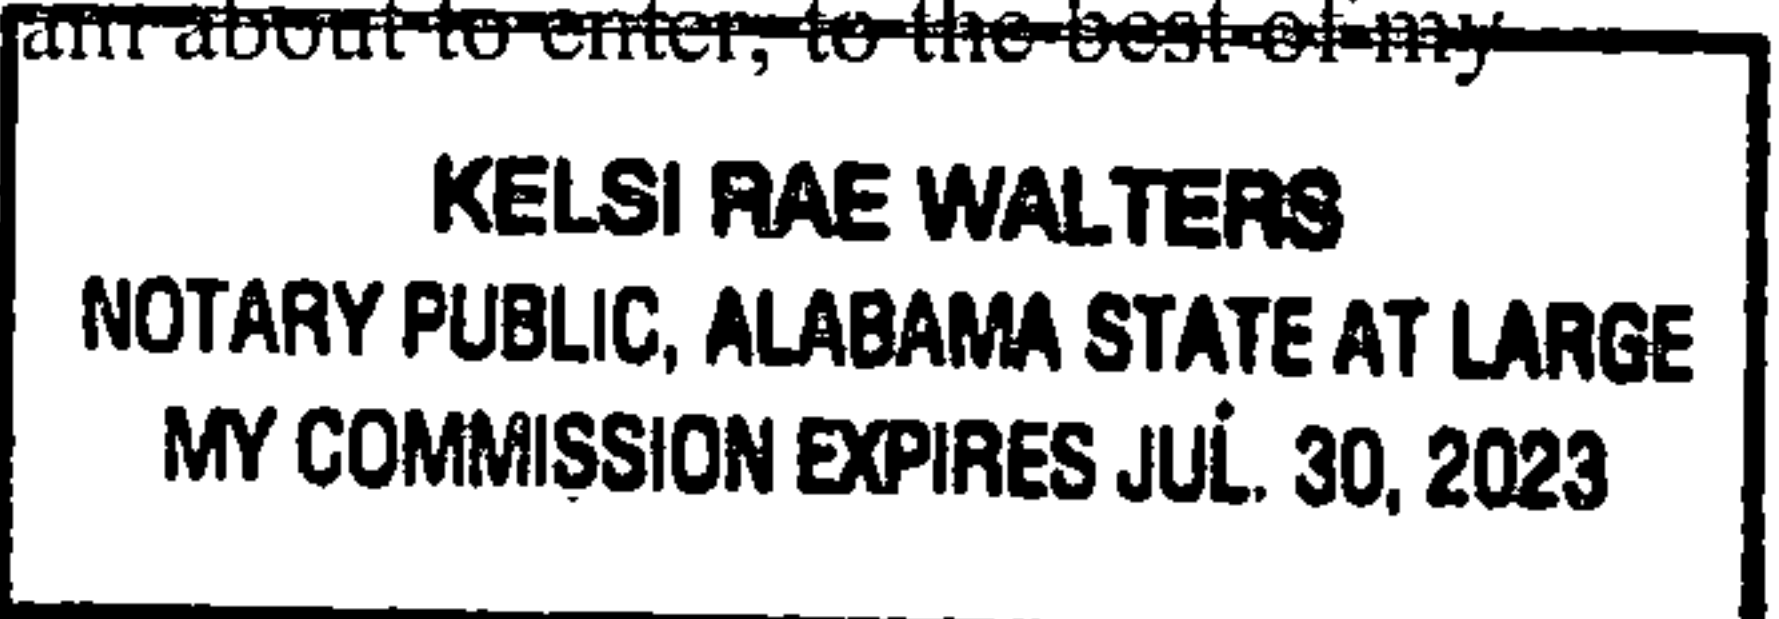 am about to enter, to the best of my
KELSI RAE WALTERS
NOTARY PUBLIC, ALABAMA STATE AT LARGE
MY COMMISSION EXPIRES JUL. 30, 2023